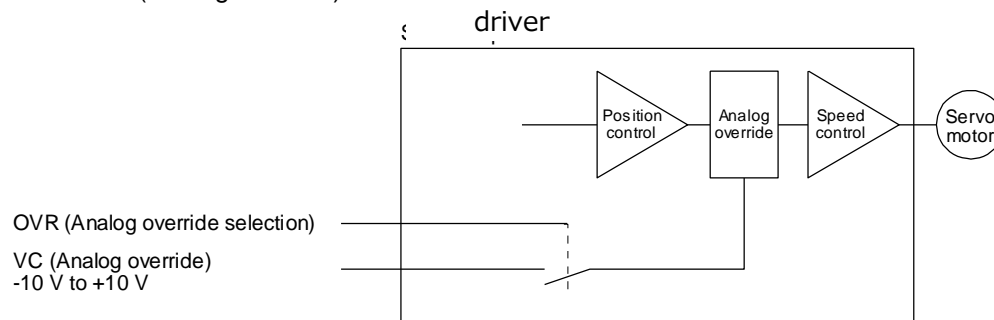 driver
Position
control
Analog
override
Speed
control
Servo
motor
OVR (Analog override selection)
VC (Analog override)
-10 V to +10 V